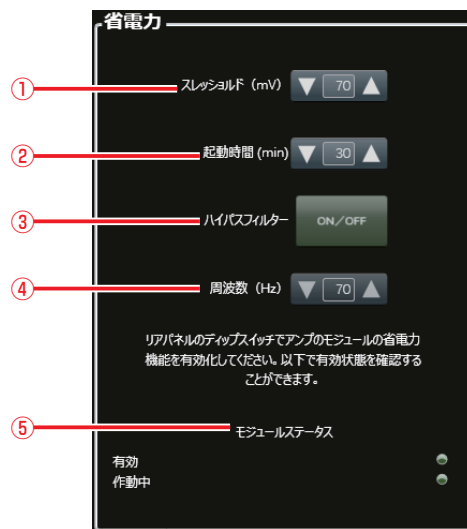 省電力
① スレッショルド（mV） ▼ 70 ▲
② 起動時間 (min) ▼ 30 ▲
③ ハイパスフィルター ON／OFF
④ 周波数（Hz） ▼ 70 ▲
リアパネルのディップスイッチでアンプのモジュールの省電力
機能を有効化してください。以下で有効状態を確認する
ことができます。
⑤ モジュールステータス
有効
作動中